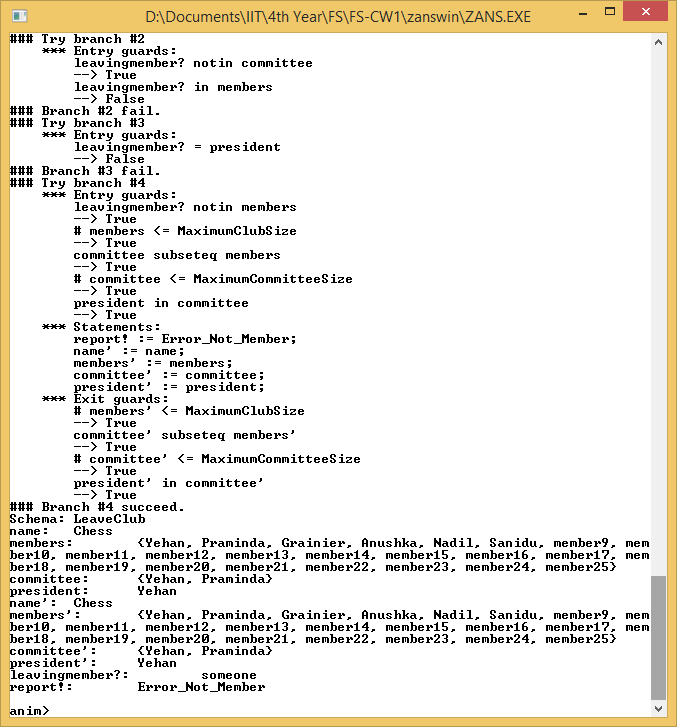 D:\Documents\IIT\4th Year\FS\FS-CW1\zanswin\ZANS.EXE
### Try branch #2
*** Entry guards:
leavingmember? notin committee
--> True
leavingmember? in members
--> False
### Branch #2 fail.
### Try branch #3
*** Entry guards:
leavingmember? = president
--> False
### Branch #3 fail.
### Try branch #4
*** Entry guards:
leavingmember? notin members
--> True
# members <= MaximumClubSize
--> True
committee subseteq members
--> True
# committee <= MaximumCommitteeSize
--> True
president in committee
--> True
*** Statements:
report! := Error_Not_Member;
name' := name;
members' := members;
committee' := committee;
president' := president;
*** Exit guards:
# members' <= MaximumClubSize
--> True
committee' subseteq members'
--> True
# committee' <= MaximumCommitteeSize
--> True
president' in committee'
--> True
### Branch #4 succeed.
Schema: LeaveClub
name: Chess
members: {Yehan, Praminda, Grainier, Anushka, Nadil, Sanidu, member9, mem
ber10, member11, member12, member13, member14, member15, member16, member17, mem
ber18, member19, member20, member21, member22, member23, member24, member25}
committee: {Yehan, Praminda}
president: Yehan
name': Chess
members': {Yehan, Praminda, Grainier, Anushka, Nadil, Sanidu, member9, mem
ber10, member11, member12, member13, member14, member15, member16, member17, mem
ber18, member19, member20, member21, member22, member23, member24, member25}
committee': {Yehan, Praminda}
president': Yehan
leavingmember?: someone
report!: Error_Not_Member
anim>